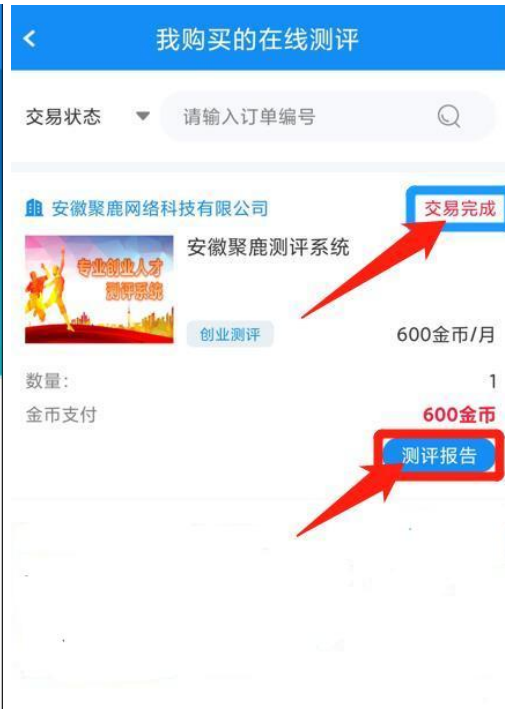 我购买的在线测评
交易状态
请输入订单编号
安徽聚鹿网络科技有限公司
交易完成
安徽聚鹿测评系统
专业创业人才
测评系统
创业测评
600金币/月
数量:
1
金币支付
600金币
测评报告